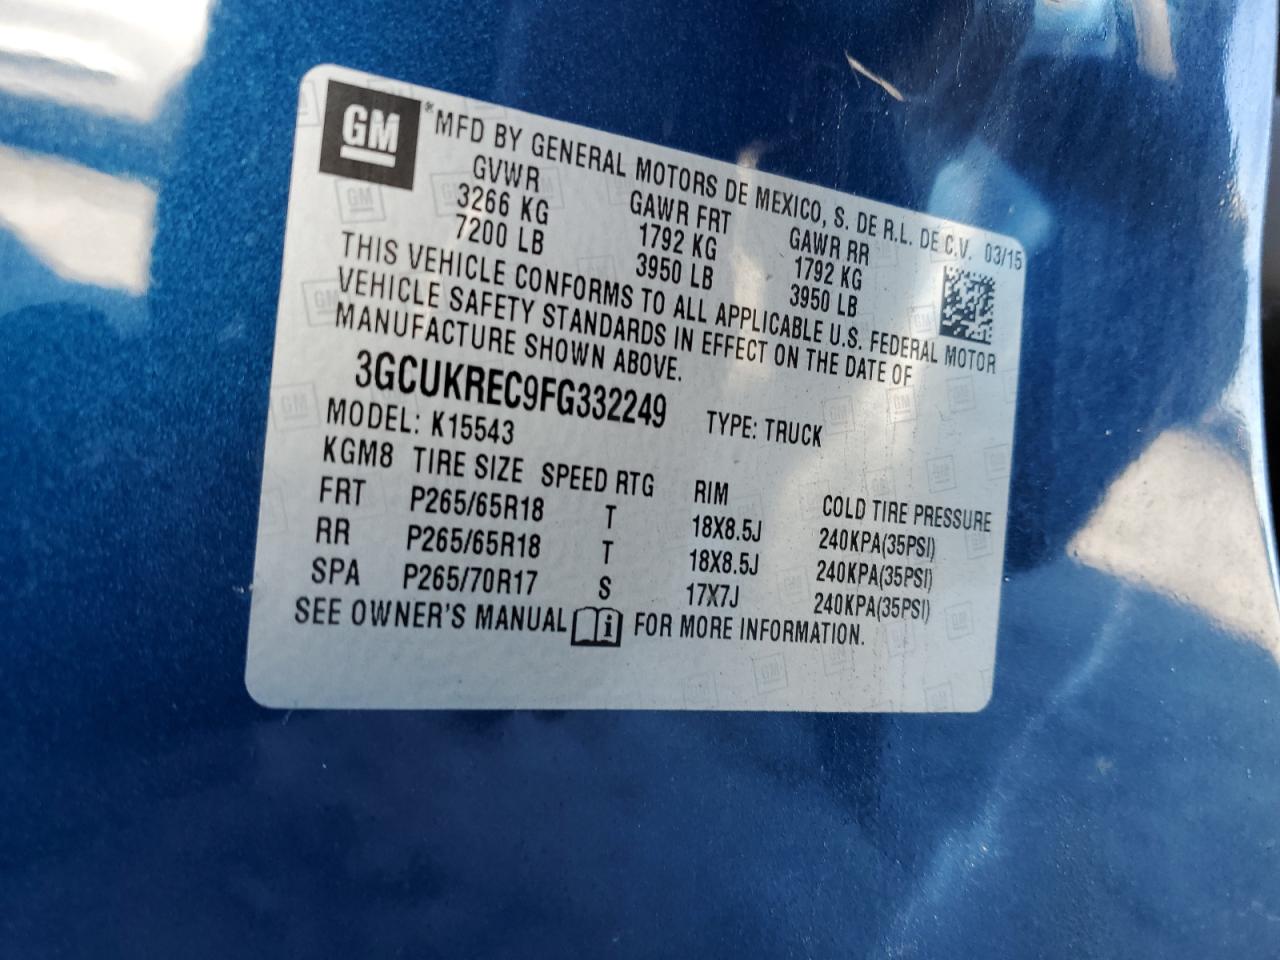 GM
*MFD BY GENERAL MOTORS DE MEXICO, S. DE R.L. DE C.V. 03/15
GVWR GAWR FRT GAWR RR
3266 KG 1792 KG 1792 KG
7200 LB 3950 LB 3950 LB
THIS VEHICLE CONFORMS TO ALL APPLICABLE U.S. FEDERAL MOTOR
VEHICLE SAFETY STANDARDS IN EFFECT ON THE DATE OF
MANUFACTURE SHOWN ABOVE.
3GCUKREC9FG332249 TYPE: TRUCK
MODEL: K15543
KGM8 TIRE SIZE SPEED RTG RIM COLD TIRE PRESSURE
FRT P265/65R18 T 18X8.5J 240KPA(35PSI)
RR P265/65R18 T 18X8.5J 240KPA(35PSI)
SPA P265/70R17 S 17X7J 240KPA(35PSI)
SEE OWNER'S MANUAL i FOR MORE INFORMATION.